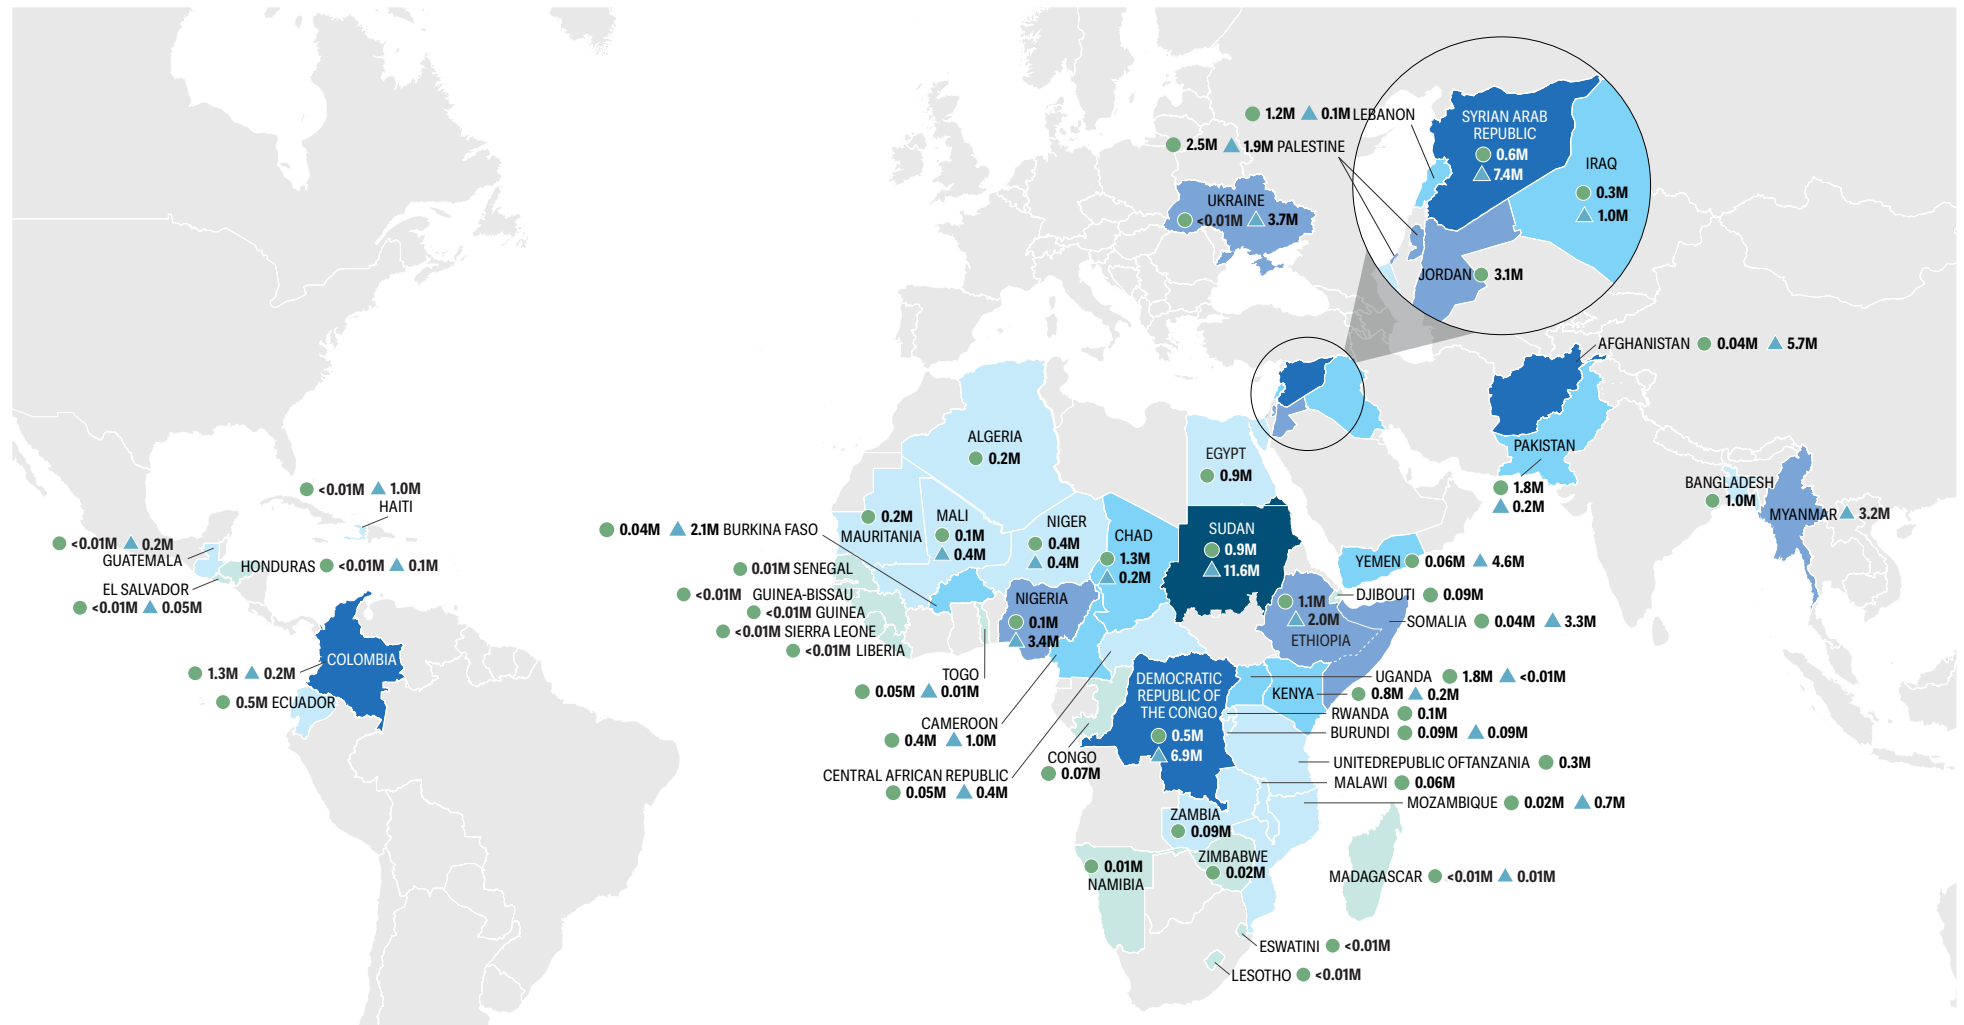 1.2M 0.1M LEBANON
2.5M 1.9M PALESTINE
SYRIAN ARAB
REPUBLIC
0.6M
7.4M
IRAQ
0.3M
1.0M
JORDAN 3.1M
UKRAINE
<0.01M 3.7M
AFGHANISTAN 0.04M 5.7M
PAKISTAN
1.8M
0.2M
BANGLADESH
1.0M
MYANMAR 3.2M
ALGERIA
0.2M
EGYPT
0.9M
<0.01M 1.0M
HAITI
<0.01M 0.2M
GUATEMALA
HONDURAS <0.01M 0.1M
EL SALVADOR
<0.01M 0.05M
COLOMBIA
1.3M 0.2M
0.5M ECUADOR
0.04M 2.1M BURKINA FASO
0.2M
MAURITANIA
MALI
0.1M
0.4M
NIGER
0.4M
0.4M
CHAD
1.3M
0.2M
SUDAN
0.9M
11.6M
YEMEN 0.06M 4.6M
0.01M SENEGAL
<0.01M GUINEA-BISSAU
<0.01M GUINEA
<0.01M SIERRA LEONE
<0.01M LIBERIA
NIGERIA
0.1M
3.4M
1.1M
2.0M
ETHIOPIA
DJIBOUTI 0.09M
SOMALIA 0.04M 3.3M
TOGO
0.05M 0.01M
CAMEROON
0.4M 1.0M
CENTRAL AFRICAN REPUBLIC
0.05M 0.4M
CONGO
0.07M
DEMOCRATIC
REPUBLIC OF
THE CONGO
0.5M
6.9M
UGANDA 1.8M <0.01M
KENYA 0.8M 0.2M
RWANDA 0.1M
BURUNDI 0.09M 0.09M
UNITEDREPUBLIC OFTANZANIA 0.3M
MALAWI 0.06M
MOZAMBIQUE 0.02M 0.7M
ZAMBIA
0.09M
ZIMBABWE
0.02M
0.01M
NAMIBIA
MADAGASCAR <0.01M 0.01M
ESWATINI <0.01M
LESOTHO <0.01M